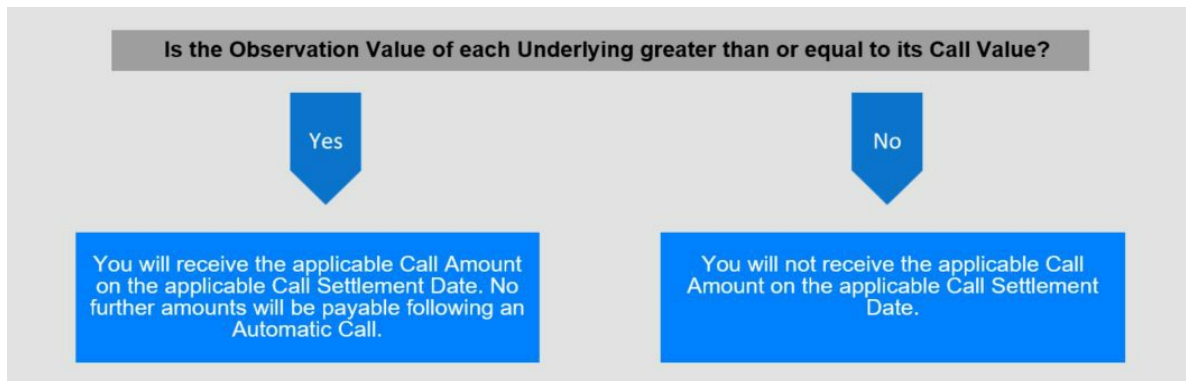 Is the Observation Value of each Underlying greater than or equal to its Call Value?
Yes
No
You will receive the applicable Call Amount
on the applicable Call Settlement Date. No
further amounts will be payable following an
Automatic Call.
You will not receive the applicable Call
Amount on the applicable Call Settlement
Date.